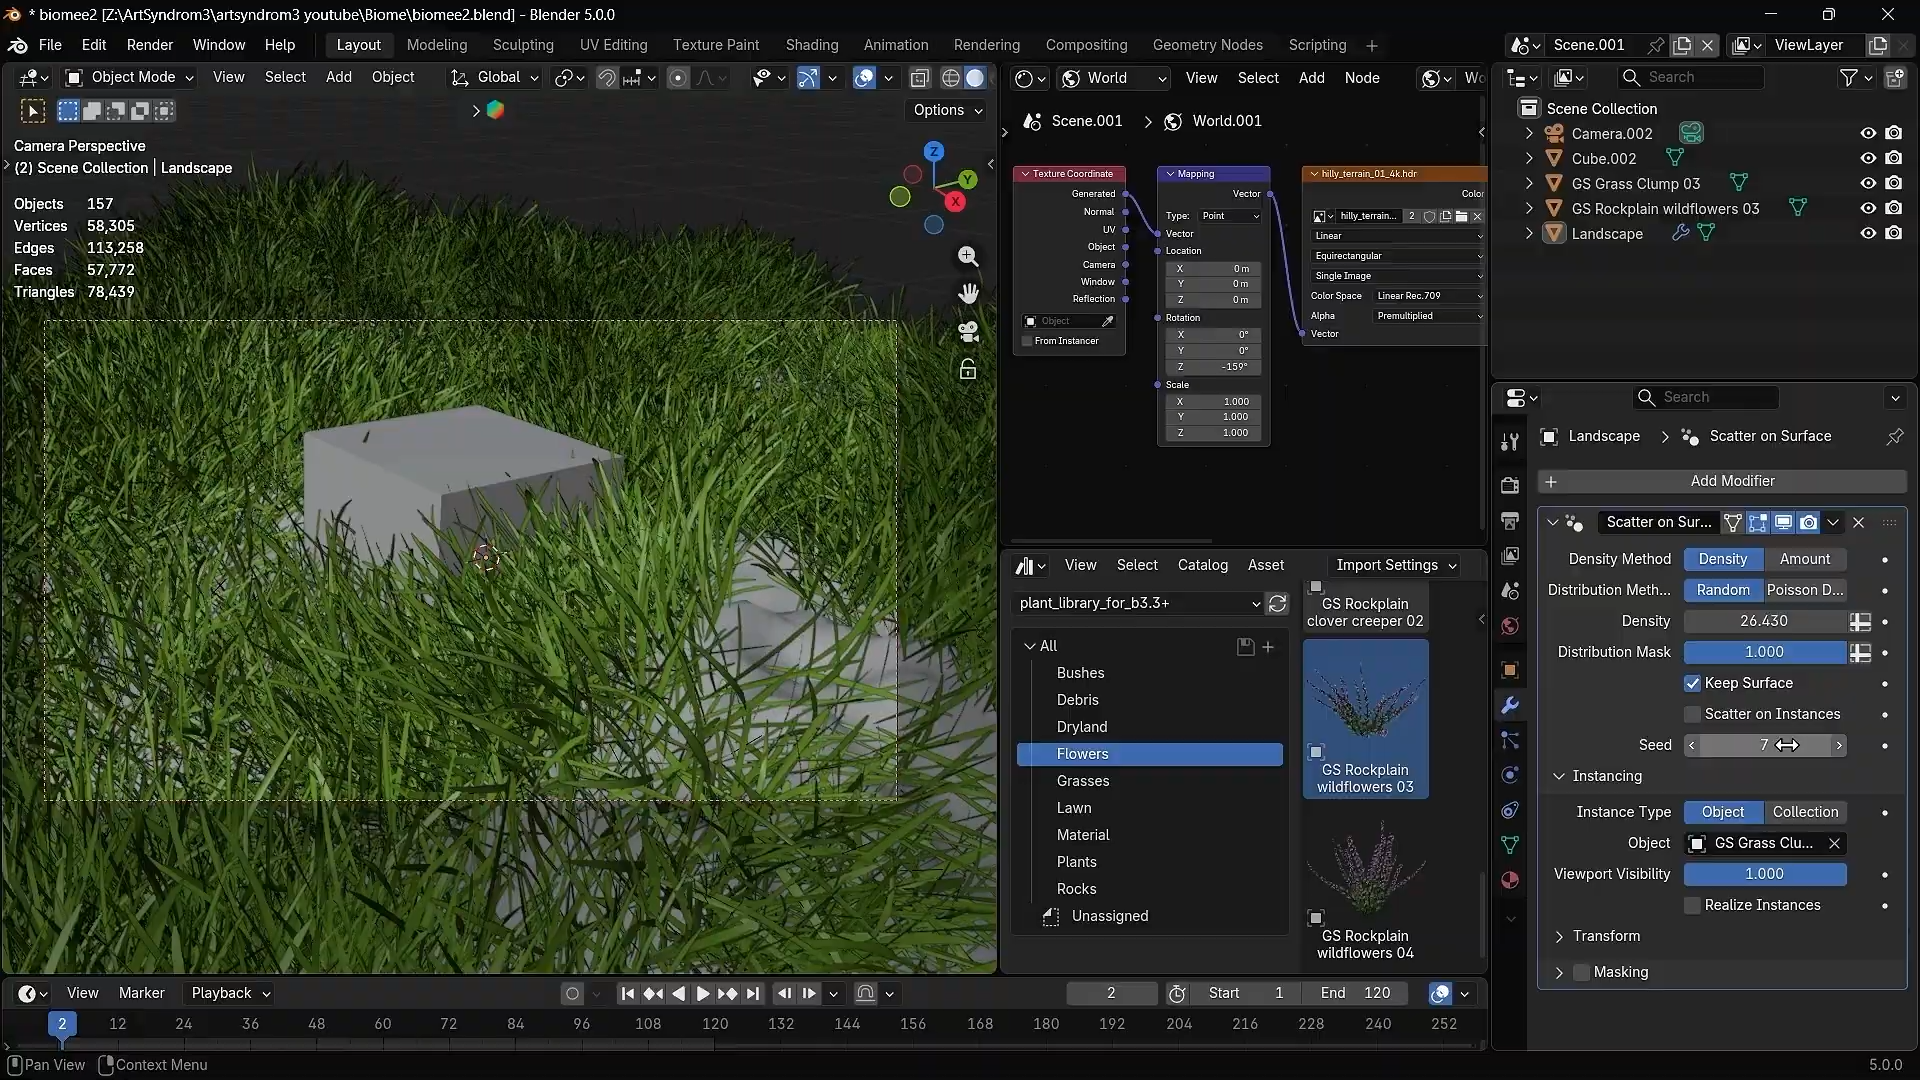 * biomee2 [Z:\ArtSyndrom3\artsyndrom3 youtube\Biome\biomee2.blend] - Blender 5.0.0
File Edit Render Window Help Layout Modeling Sculpting UV Editing Texture Paint Shading Animation Rendering Compositing Geometry Nodes Scripting Scene.001 ViewLayer
Object Mode View Select Add Object Global
Options
Camera Perspective
(2) Scene Collection | Landscape
Objects 157
Vertices 58,305
Edges 113,258
Faces 57,772
Triangles 78,439
Z
Y
X
World View Select Add Node Wo
Scene.001 World.001
Texture Coordinate
Generated
Normal
UV
Object
Camera
Window
Reflection
Object
From Instancer
Mapping
Vector
Type: Point
Vector
Location
X 0 m
Y 0 m
Z 0 m
Rotation
X 0°
Y 0°
Z -159°
Scale
X 1.000
Y 1.000
Z 1.000
hilly_terrain_01_4k.hdr
Color
hilly_terrain... 2
Linear
Equirectangular
Single Image
Color Space Linear Rec.709
Alpha Premultiplied
Vector
View Select Catalog Asset Import Settings
plant_library_for_b3.3+
All
Bushes
Debris
Dryland
Flowers
Grasses
Lawn
Material
Plants
Rocks
Unassigned
GS Rockplain
clover creeper 02
GS Rockplain
wildflowers 03
GS Rockplain
wildflowers 04
Search
Scene Collection
Camera.002
Cube.002
GS Grass Clump 03
GS Rockplain wildflowers 03
Landscape
Search
Landscape Scatter on Surface
Add Modifier
Scatter on Sur...
Density Method Density Amount
Distribution Meth... Random Poisson D...
Density 26.430
Distribution Mask 1.000
Keep Surface
Scatter on Instances
Seed 7
Instancing
Instance Type Object Collection
Object GS Grass Clu...
Viewport Visibility 1.000
Realize Instances
Transform
Masking
View Marker Playback 2 Start 1 End 120
2 12 24 36 48 60 72 84 96 108 120 132 144 156 168 180 192 204 216 228 240 252
Pan View Context Menu 5.0.0